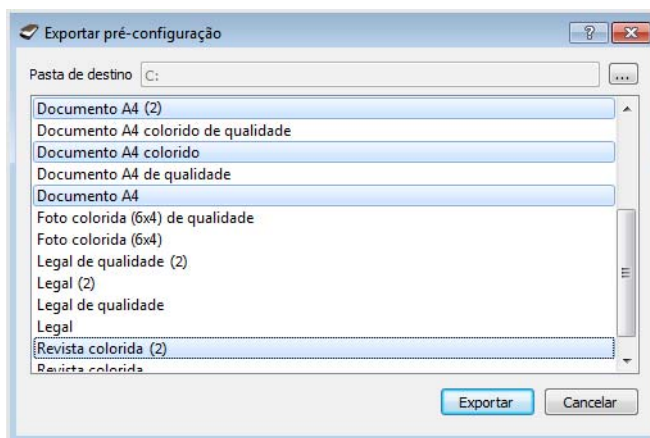 Exportar pré-configuração
Pasta de destino C:
...
Documento A4 (2)
Documento A4 colorido de qualidade
Documento A4 colorido
Documento A4 de qualidade
Documento A4
Foto colorida (6x4) de qualidade
Foto colorida (6x4)
Legal de qualidade (2)
Legal (2)
Legal de qualidade
Legal
Revista colorida (2)
Revista colorida
Exportar Cancelar